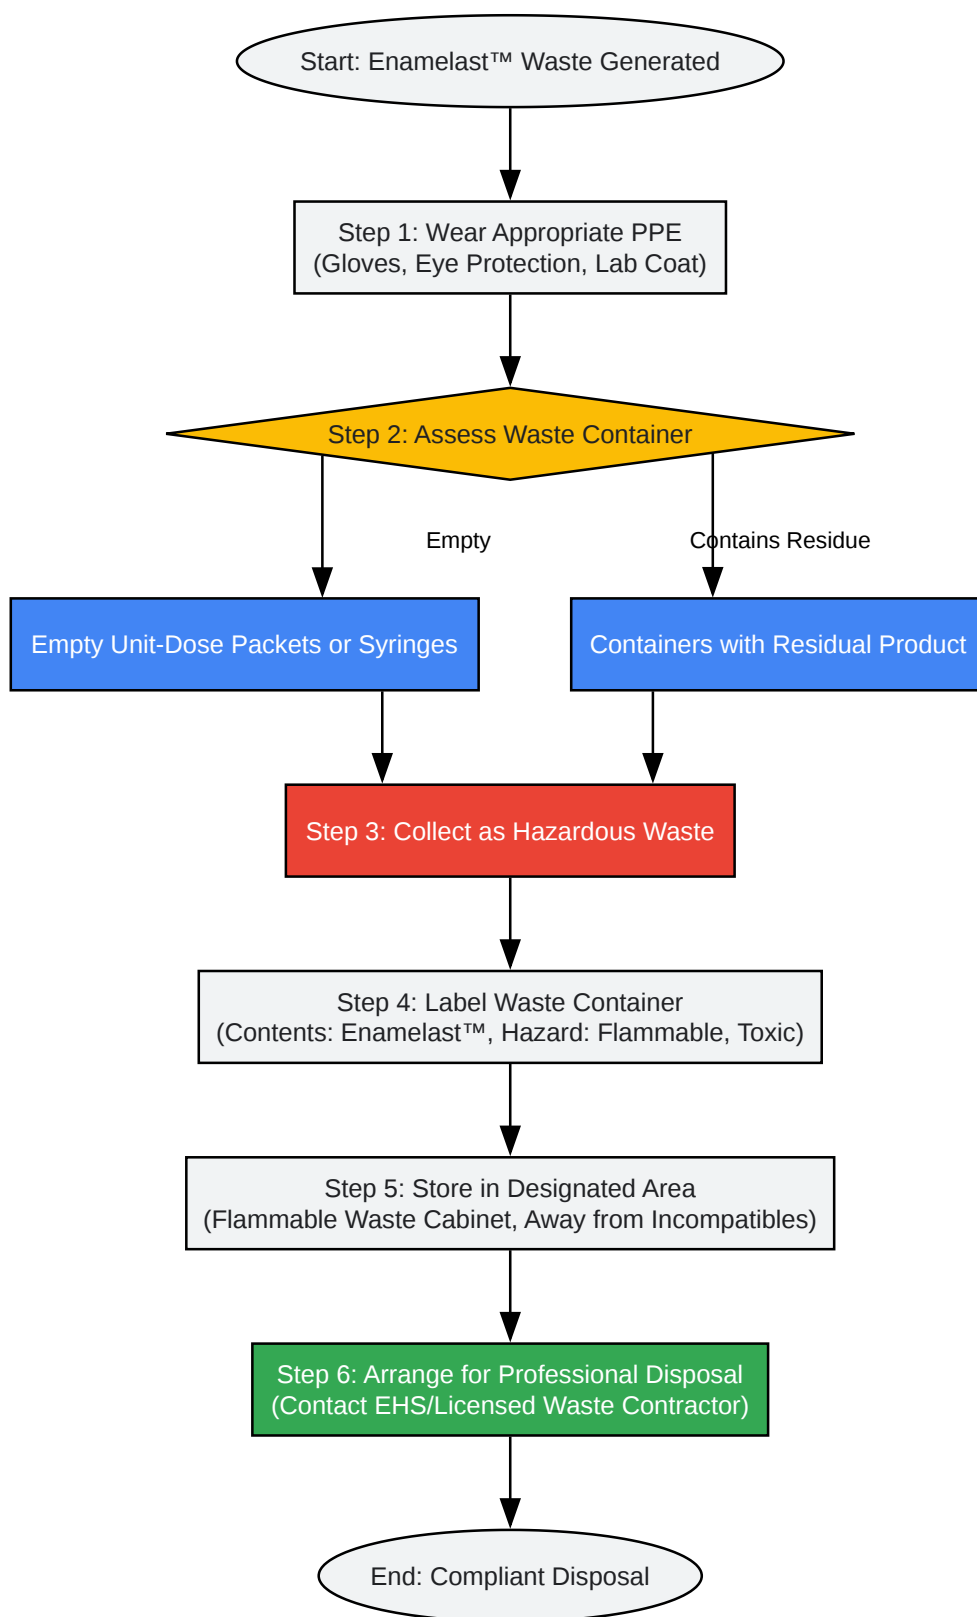 Start: Enamelast™ Waste Generated
Step 1: Wear Appropriate PPE
(Gloves, Eye Protection, Lab Coat)
Step 2: Assess Waste Container
Empty
Contains Residue
Empty Unit-Dose Packets or Syringes
Containers with Residual Product
Step 3: Collect as Hazardous Waste
Step 4: Label Waste Container
(Contents: Enamelast™, Hazard: Flammable, Toxic)
Step 5: Store in Designated Area
(Flammable Waste Cabinet, Away from Incompatibles)
Step 6: Arrange for Professional Disposal
(Contact EHS/Licensed Waste Contractor)
End: Compliant Disposal